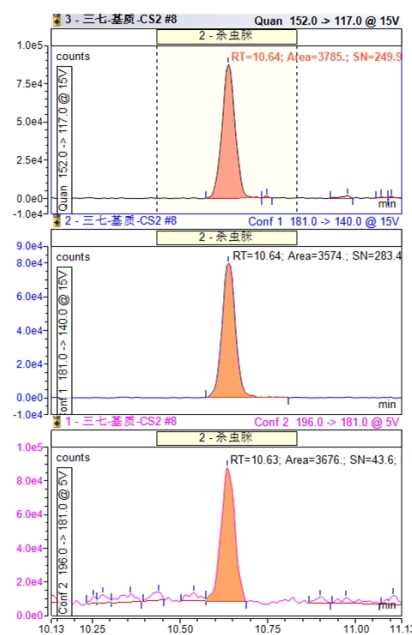 3 - 三七-基质-CS2 #8 Quan 152.0 -> 117.0 @ 15V
2 - 杀虫脒
1.0e5 counts RT=10.64; Area=3785.; SN=249.9
7.5e4
5.0e4
2.5e4
0.0e0
-1.0e4 min
Quan 152.0 -> 117.0 @ 15V
2 - 三七-基质-CS2 #8 Conf 1 181.0 -> 140.0 @ 15V
2 - 杀虫脒
9.0e4 counts RT=10.64; Area=3574.; SN=283.4
8.0e4
6.0e4
4.0e4
2.0e4
0.0e0
-1.0e4 min
onf 1 181.0 -> 140.0 @ 15V
1 - 三七-基质-CS2 #8 Conf 2 196.0 -> 181.0 @ 5V
2 - 杀虫脒
1.0e5 counts RT=10.63; Area=3676.; SN=43.6;
8.0e4
6.0e4
4.0e4
2.0e4
0.0e0 min
Conf 2 196.0 -> 181.0 @ 5V
10.13 10.25 10.50 10.75 11.00 11.13